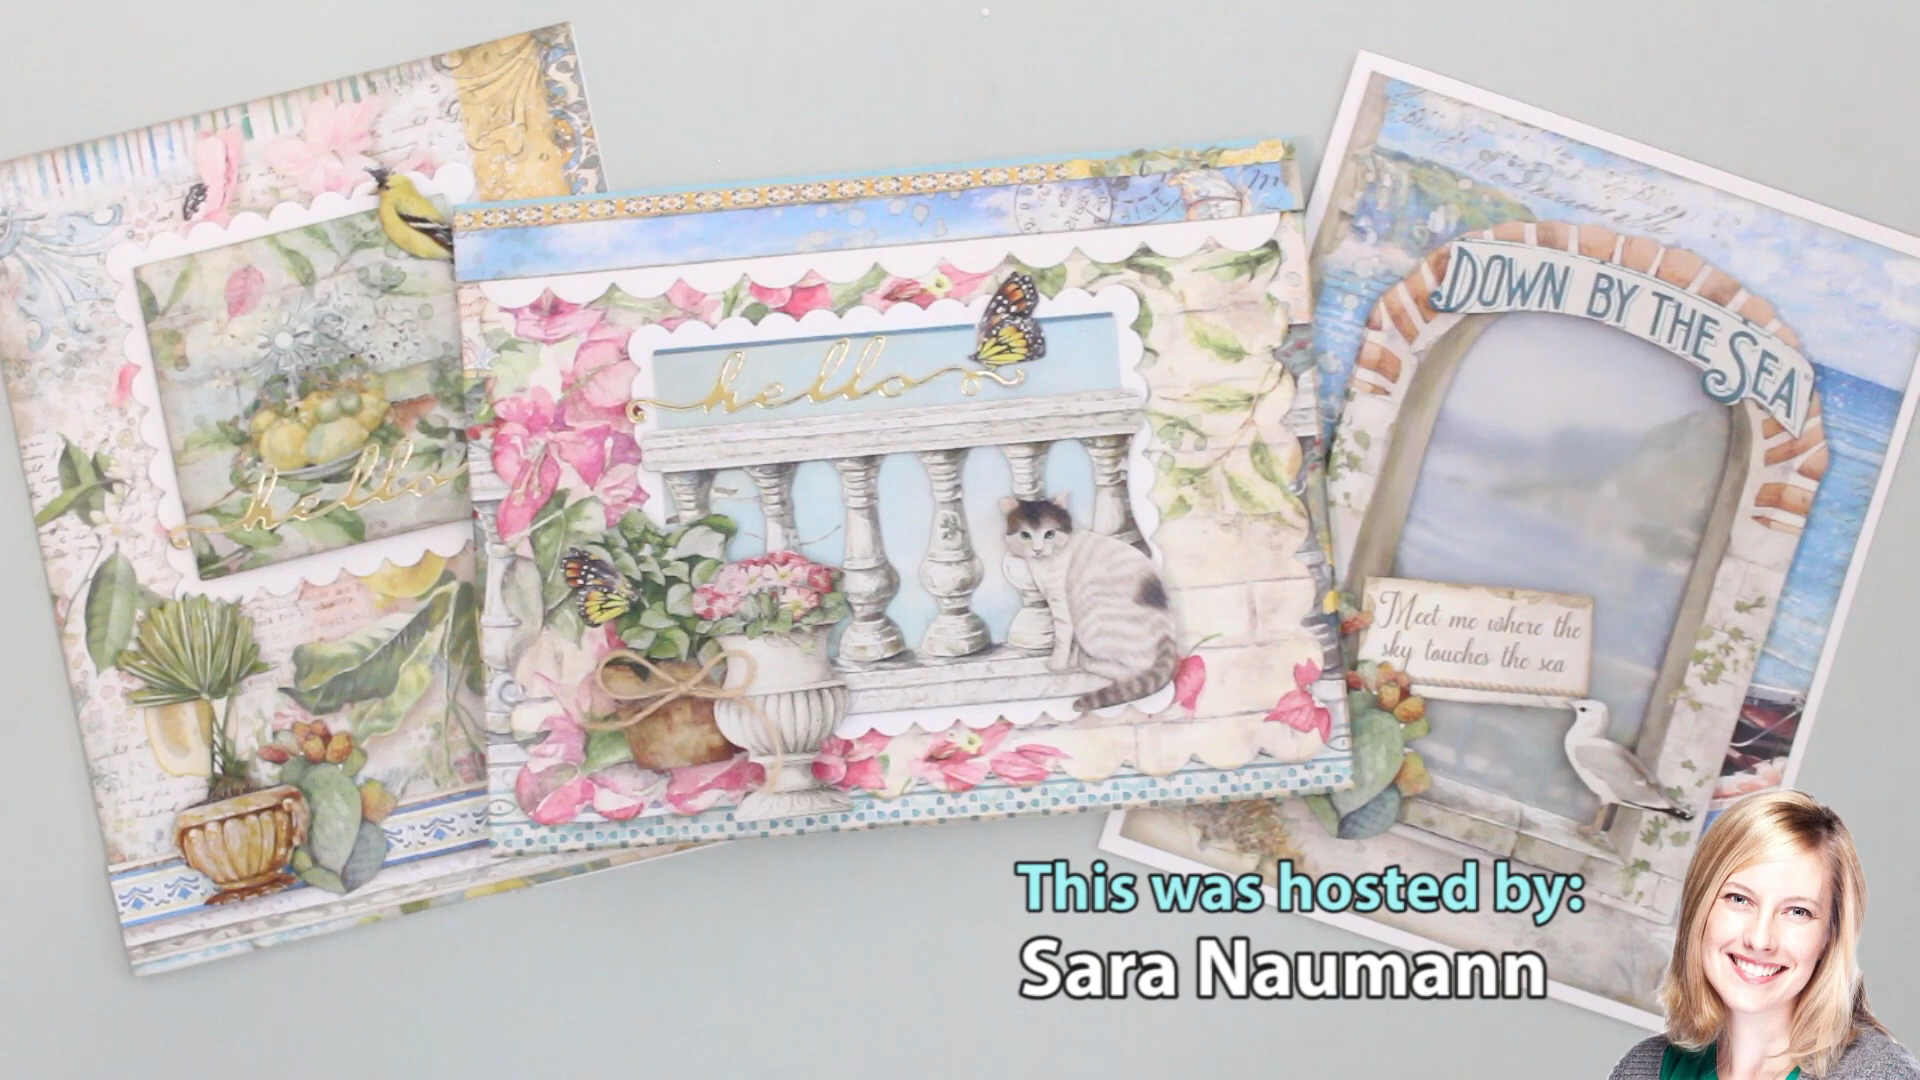 hello
hello
DOWN BY THE SEA
Meet me where the
sky touches the sea
This was hosted by:
Sara Naumann